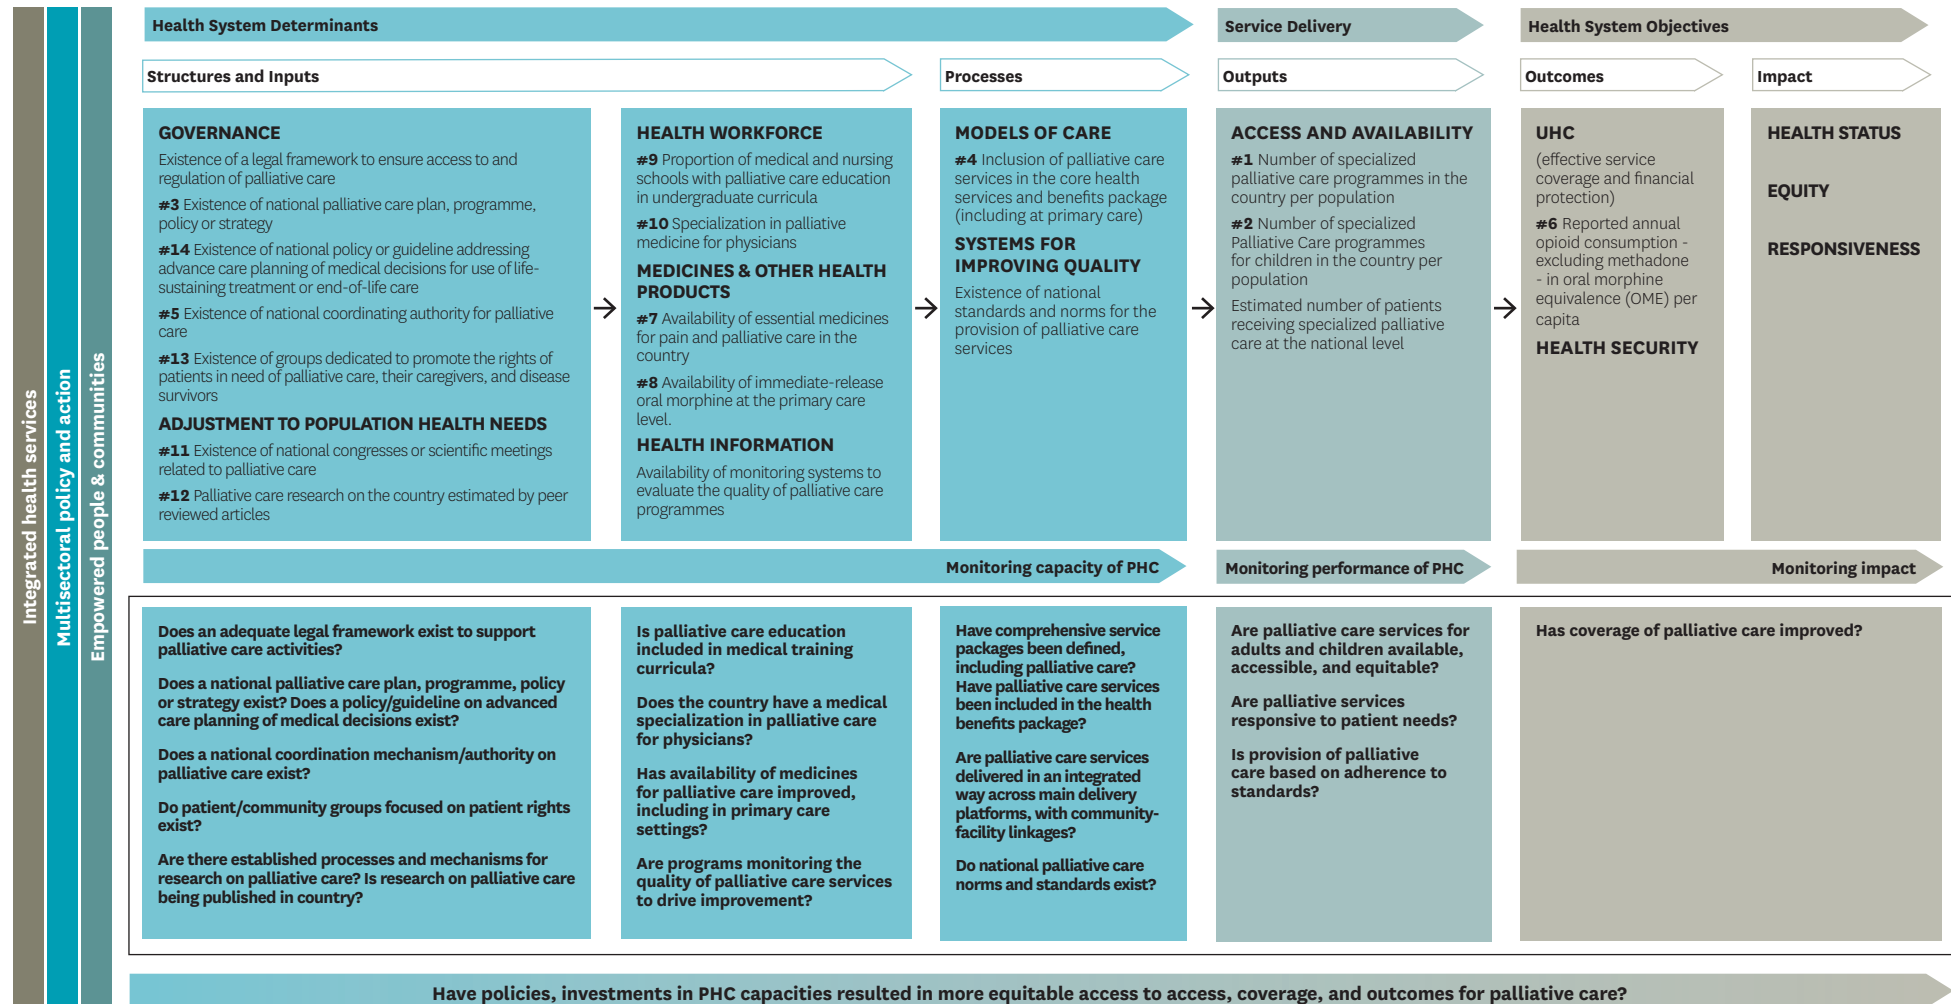 Integrated health services
Multisectoral policy and action
Empowered people & communities
Health System Determinants
Service Delivery
Health System Objectives
Structures and Inputs
Processes
Outputs
Outcomes
Impact
GOVERNANCE
Existence of a legal framework to ensure access to and
regulation of palliative care
#3 Existence of national palliative care plan, programme,
policy or strategy
#14 Existence of national policy or guideline addressing
advance care planning of medical decisions for use of life-
sustaining treatment or end-of-life care
#5 Existence of national coordinating authority for palliative
care
#13 Existence of groups dedicated to promote the rights of
patients in need of palliative care, their caregivers, and disease
survivors
ADJUSTMENT TO POPULATION HEALTH NEEDS
#11 Existence of national congresses or scientific meetings
related to palliative care
#12 Palliative care research on the country estimated by peer
reviewed articles
HEALTH WORKFORCE
#9 Proportion of medical and nursing
schools with palliative care education
in undergraduate curricula
#10 Specialization in palliative
medicine for physicians
MEDICINES & OTHER HEALTH
PRODUCTS
#7 Availability of essential medicines
for pain and palliative care in the
country
#8 Availability of immediate-release
oral morphine at the primary care
level.
HEALTH INFORMATION
Availability of monitoring systems to
evaluate the quality of palliative care
programmes
MODELS OF CARE
#4 Inclusion of palliative care
services in the core health
services and benefits package
(including at primary care)
SYSTEMS FOR
IMPROVING QUALITY
Existence of national
standards and norms for the
provision of palliative care
services
ACCESS AND AVAILABILITY
#1 Number of specialized
palliative care programmes in the
country per population
#2 Number of specialized
Palliative Care programmes
for children in the country per
population
Estimated number of patients
receiving specialized palliative
care at the national level
UHC
(effective service
coverage and financial
protection)
#6 Reported annual
opioid consumption -
excluding methadone
- in oral morphine
equivalence (OME) per
capita
HEALTH SECURITY
HEALTH STATUS
EQUITY
RESPONSIVENESS
Monitoring capacity of PHC
Monitoring performance of PHC
Monitoring impact
Does an adequate legal framework exist to support
palliative care activities?
Does a national palliative care plan, programme, policy
or strategy exist? Does a policy/guideline on advanced
care planning of medical decisions exist?
Does a national coordination mechanism/authority on
palliative care exist?
Do patient/community groups focused on patient rights
exist?
Are there established processes and mechanisms for
research on palliative care? Is research on palliative care
being published in country?
Is palliative care education
included in medical training
curricula?
Does the country have a medical
specialization in palliative care
for physicians?
Has availability of medicines
for palliative care improved,
including in primary care
settings?
Are programs monitoring the
quality of palliative care services
to drive improvement?
Have comprehensive service
packages been defined,
including palliative care?
Have palliative care services
been included in the health
benefits package?
Are palliative care services
delivered in an integrated
way across main delivery
platforms, with community-
facility linkages?
Do national palliative care
norms and standards exist?
Are palliative care services for
adults and children available,
accessible, and equitable?
Are palliative services
responsive to patient needs?
Is provision of palliative
care based on adherence to
standards?
Has coverage of palliative care improved?
Have policies, investments in PHC capacities resulted in more equitable access to access, coverage, and outcomes for palliative care?